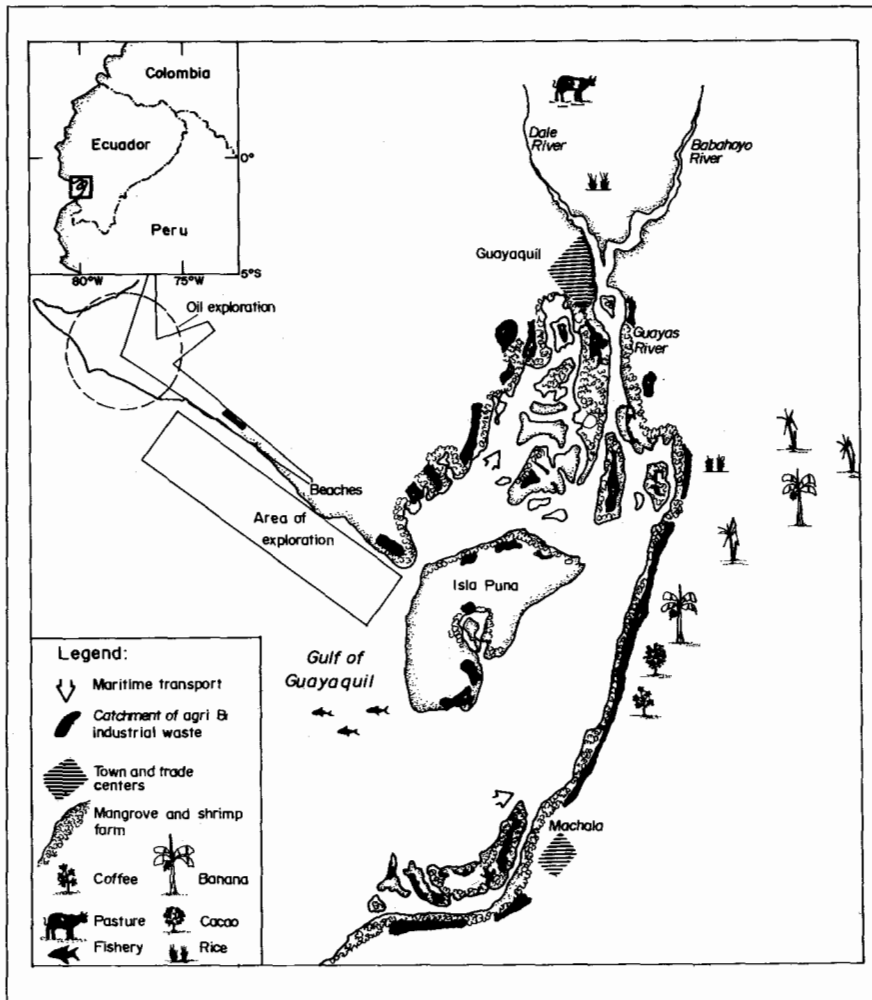 Colombia
Ecuador
Peru
0°
5°S
80°W
75°W
Dale
River
Babahoyo
River
Guayaquil
Guayas
River
Oil exploration
Beaches
Area of
exploration
Isla Puna
Gulf of
Guayaquil
Machala
Legend:
Maritime transport
Catchment of agri &
industrial waste
Town and trade
centers
Mangrove and shrimp
farm
Coffee
Banana
Pasture
Cacao
Fishery
Rice